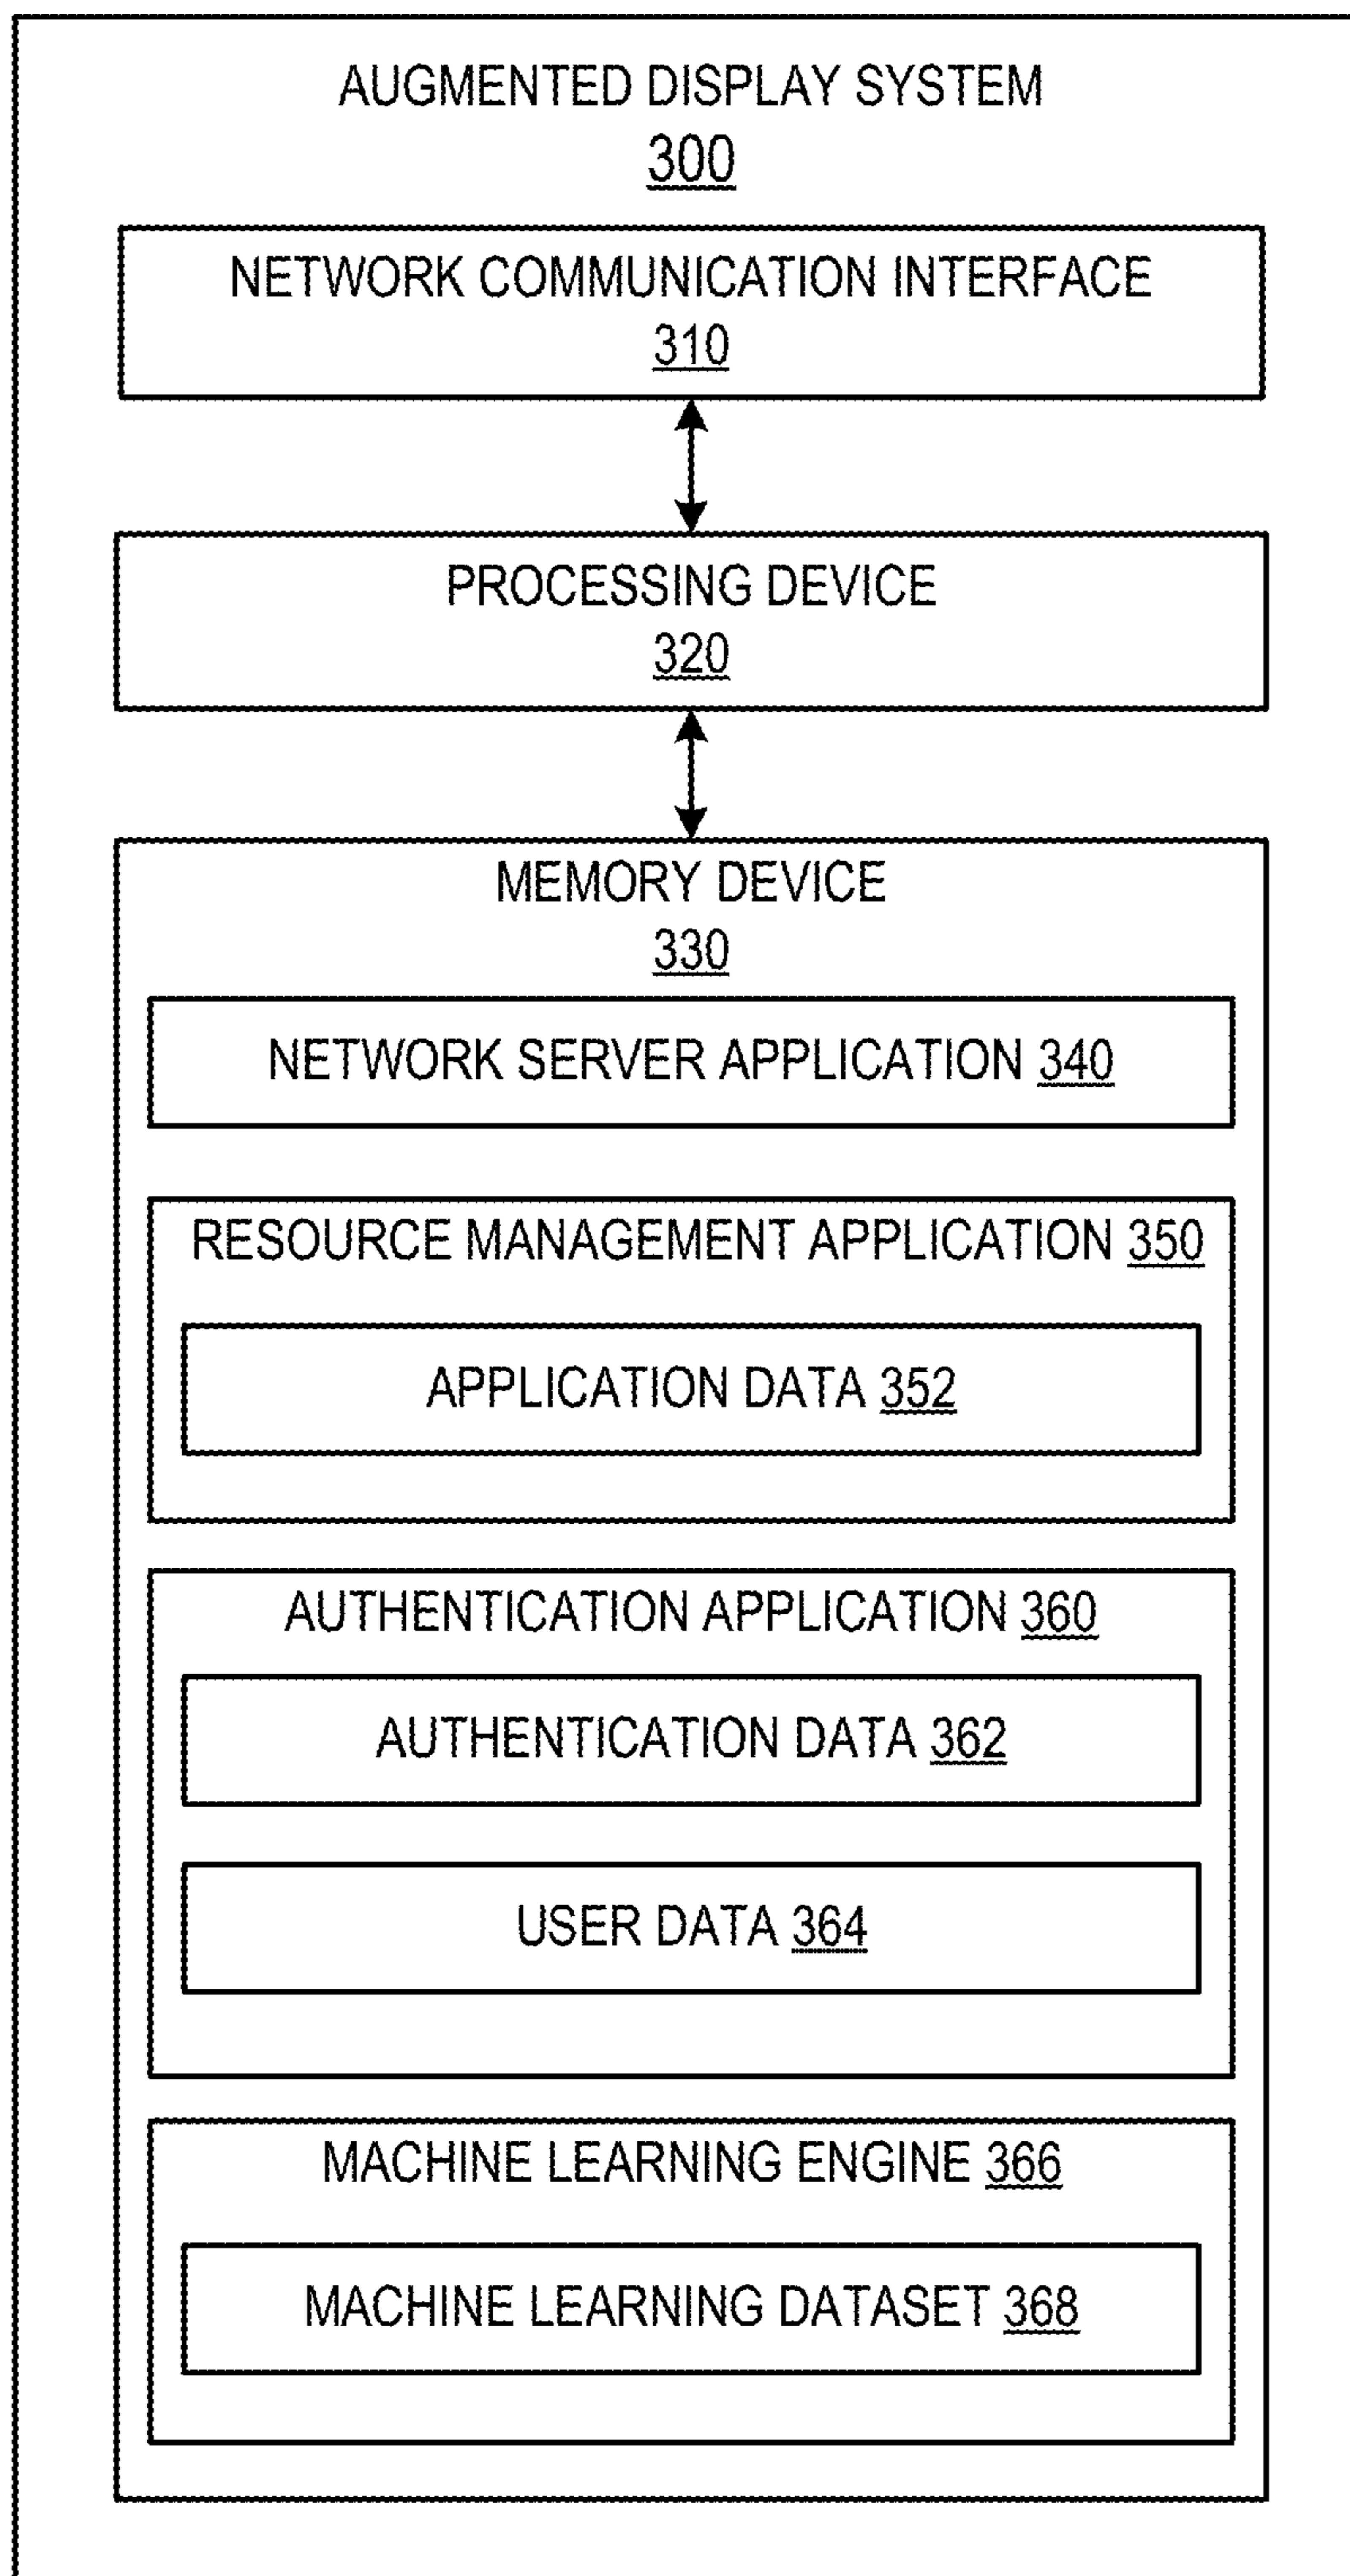 AUGMENTED DISPLAY SYSTEM
300
NETWORK COMMUNICATION INTERFACE
310
PROCESSING DEVICE
320
MEMORY DEVICE
330
NETWORK SERVER APPLICATION 340
RESOURCE MANAGEMENT APPLICATION 350
APPLICATION DATA 352
AUTHENTICATION APPLICATION 360
AUTHENTICATION DATA 362
USER DATA 364
MACHINE LEARNING ENGINE 366
MACHINE LEARNING DATASET 368